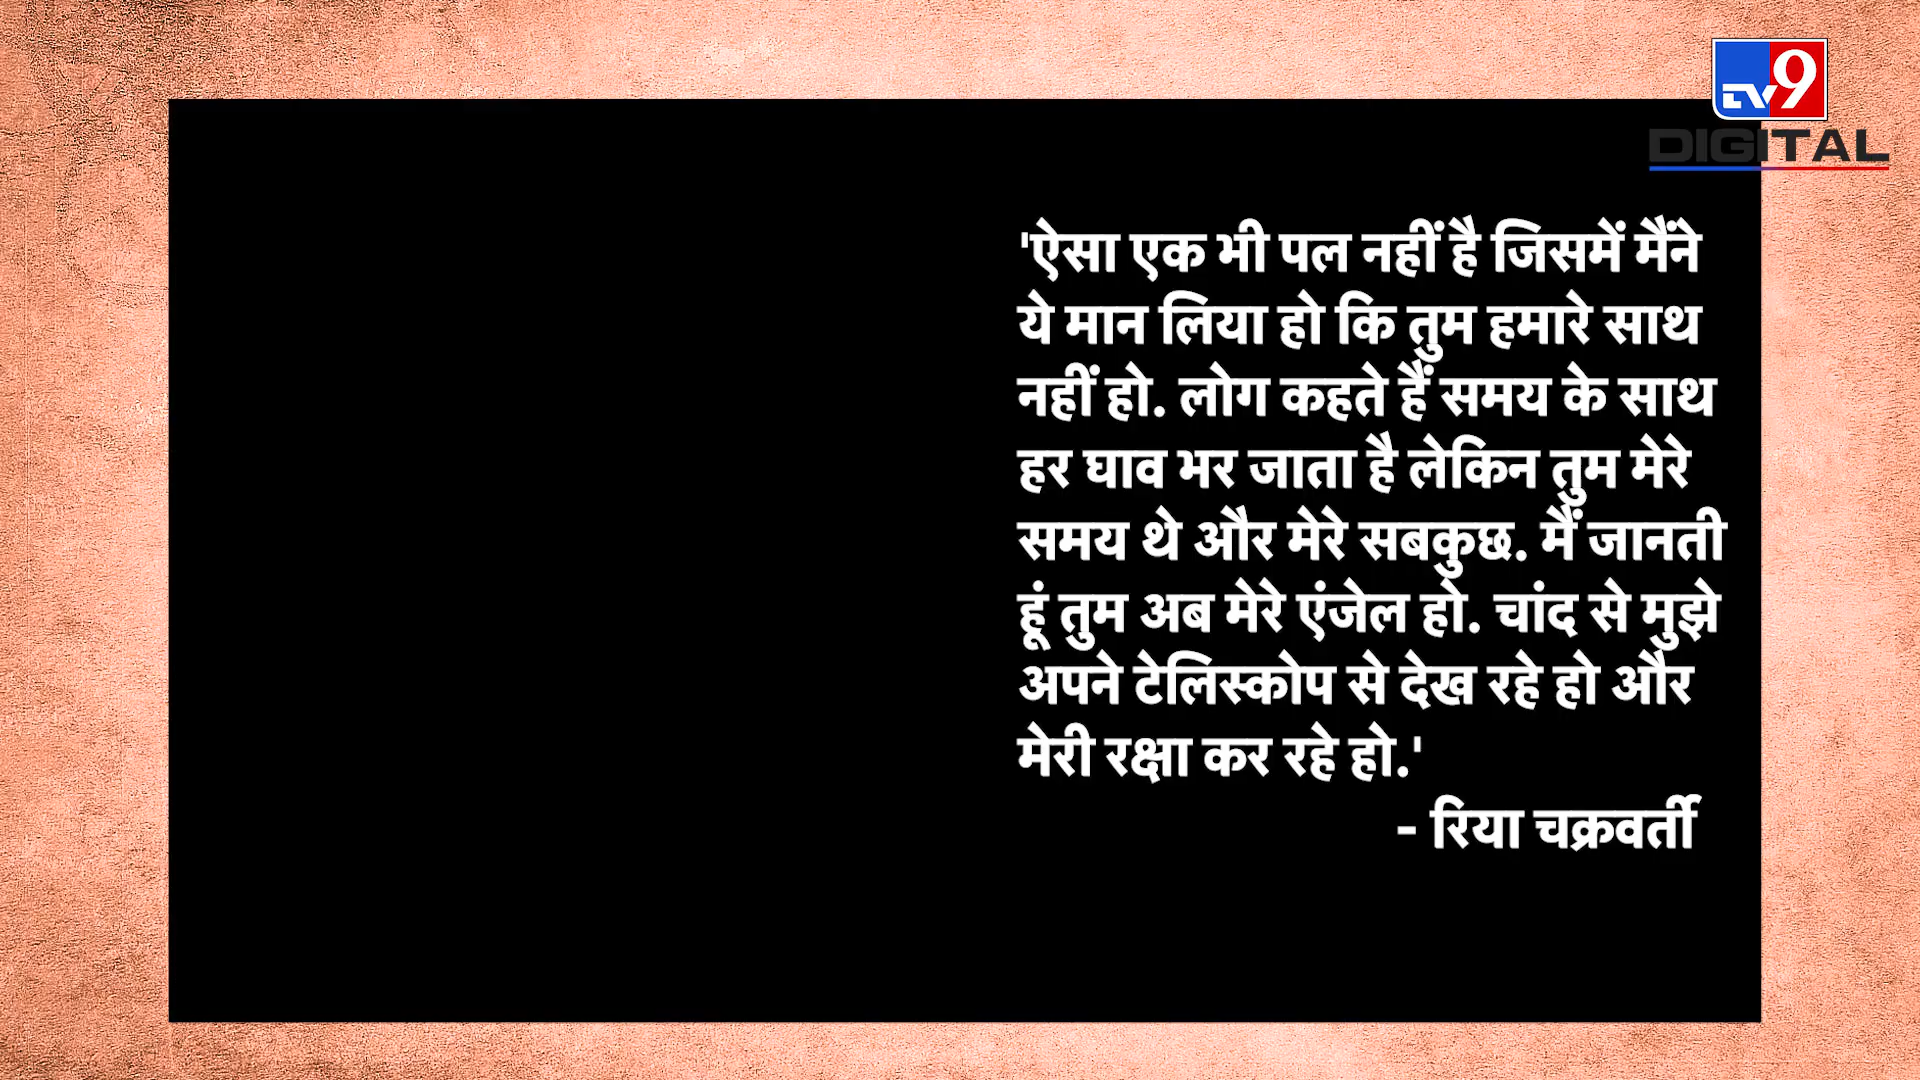 TV9
DIGITAL
'ऐसा एक भी पल नहीं है जिसमें मैंने
ये मान लिया हो कि तुम हमारे साथ
नहीं हो. लोग कहते हैं समय के साथ
हर घाव भर जाता है लेकिन तुम मेरे
समय थे और मेरे सबकुछ. मैं जानती
हूं तुम अब मेरे एंजेल हो. चांद से मुझे
अपने टेलिस्कोप से देख रहे हो और
मेरी रक्षा कर रहे हो.'
- रिया चक्रवर्ती